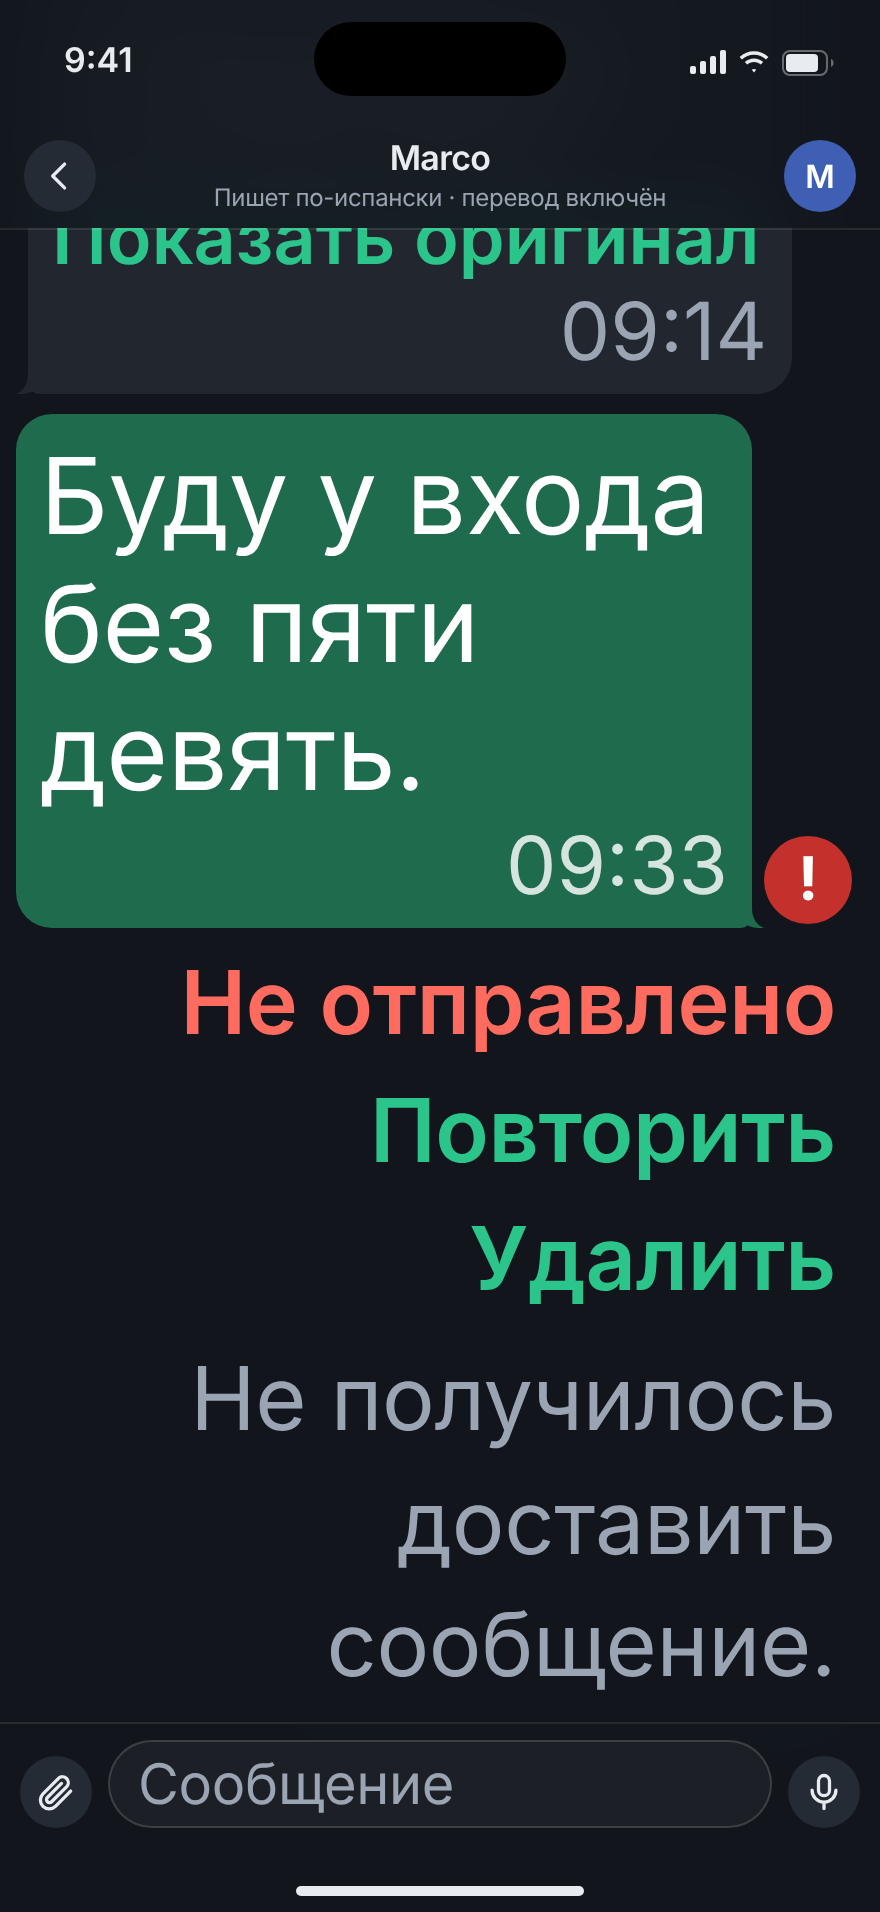 9:41
Marco
Пишет по-испански · перевод включён
M
Показать оригинал
09:14
Буду у входа
без пяти
девять.
09:33
!
Не отправлено
Повторить
Удалить
Не получилось
доставить
сообщение.
Сообщение